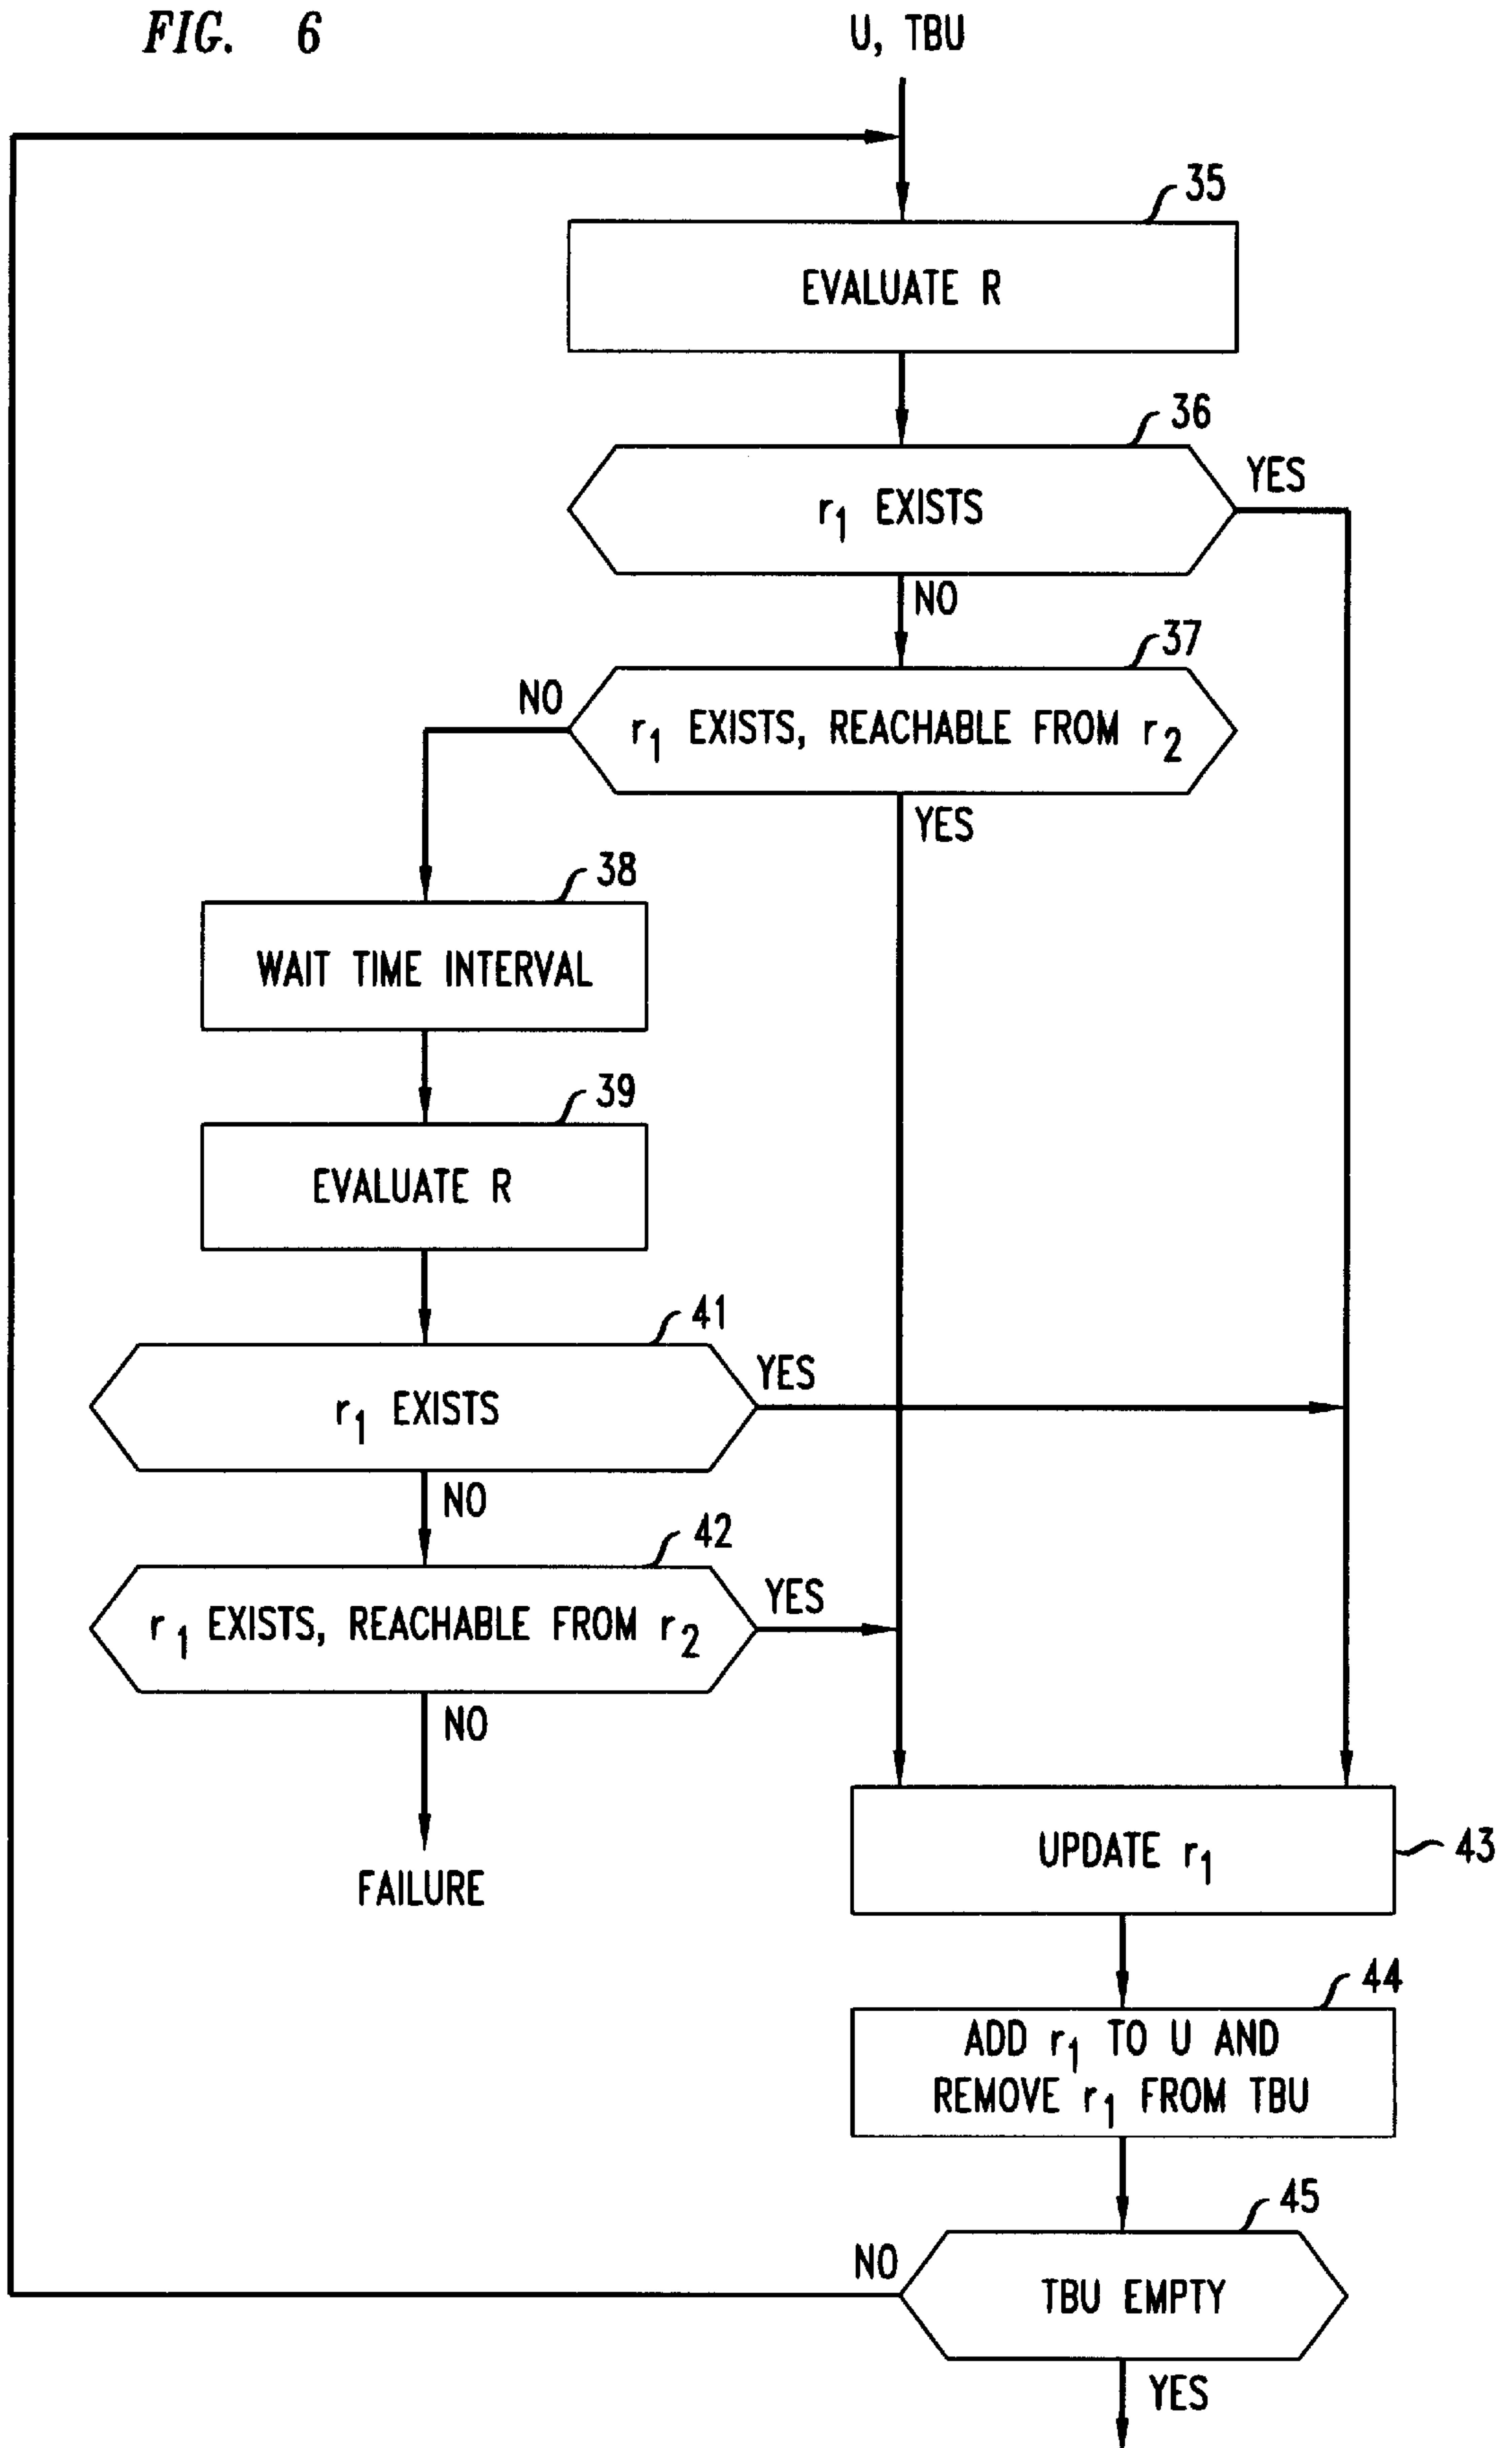 FIG. 6
U, TBU
35
EVALUATE R
36
r1 EXISTS
YES
NO
37
r1 EXISTS, REACHABLE FROM r2
NO
YES
38
WAIT TIME INTERVAL
39
EVALUATE R
41
r1 EXISTS
YES
NO
42
r1 EXISTS, REACHABLE FROM r2
YES
NO
FAILURE
UPDATE r1
43
44
ADD r1 TO U AND
REMOVE r1 FROM TBU
45
TBU EMPTY
NO
YES